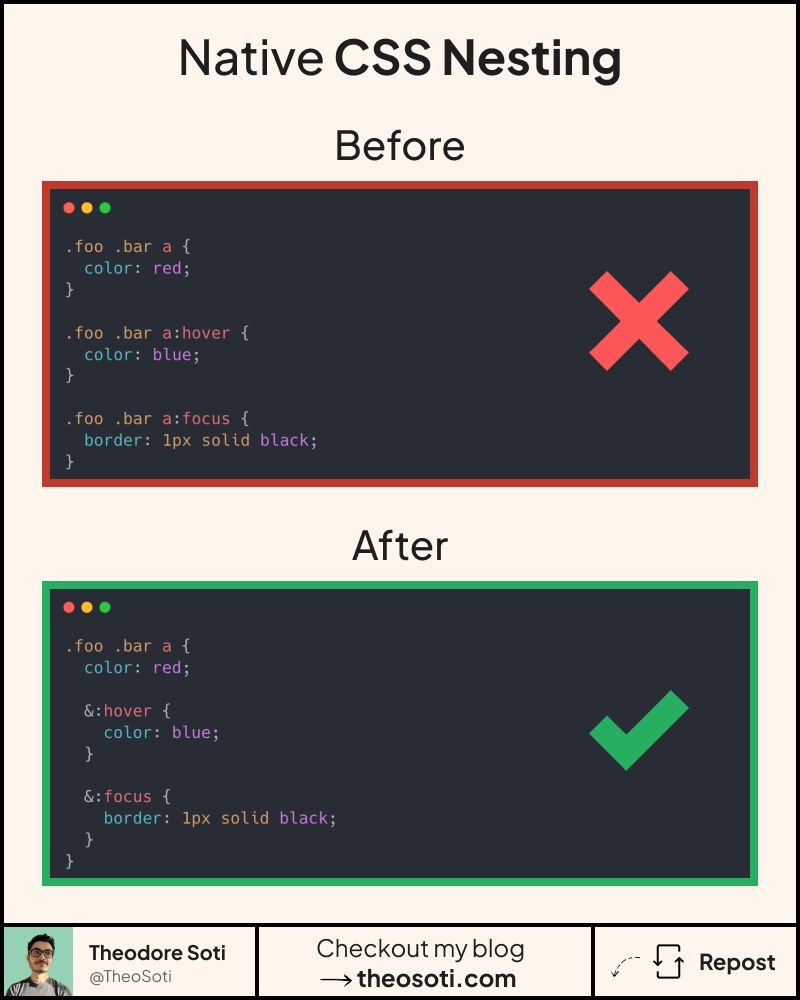 Native CSS Nesting
Before
.foo .bar a {
  color: red;
}

.foo .bar a:hover {
  color: blue;
}

.foo .bar a:focus {
  border: 1px solid black;
}
After
.foo .bar a {
  color: red;

  &:hover {
    color: blue;
  }

  &:focus {
    border: 1px solid black;
  }
}
Theodore Soti
@TheoSoti
Checkout my blog
→ theosoti.com
Repost